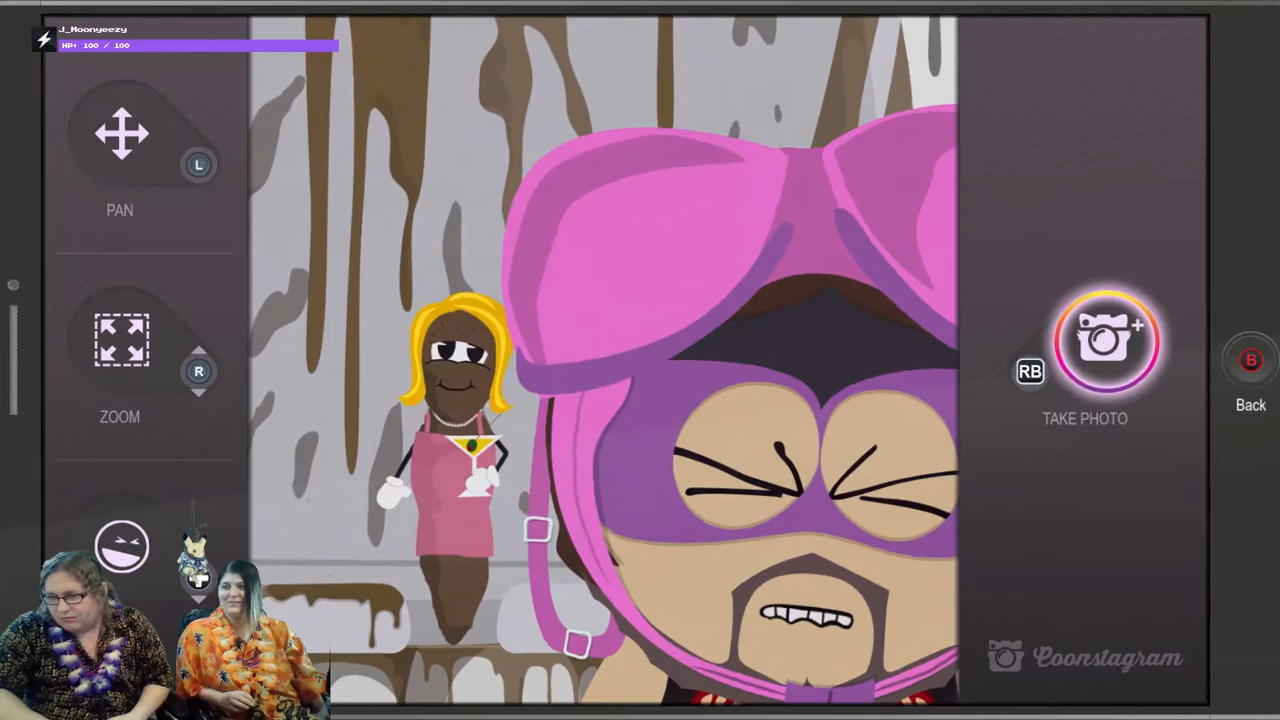 J_Moonyeezy
HP: 100 / 100
L
PAN
R
ZOOM
RB
TAKE PHOTO
B
Back
Coonstagram